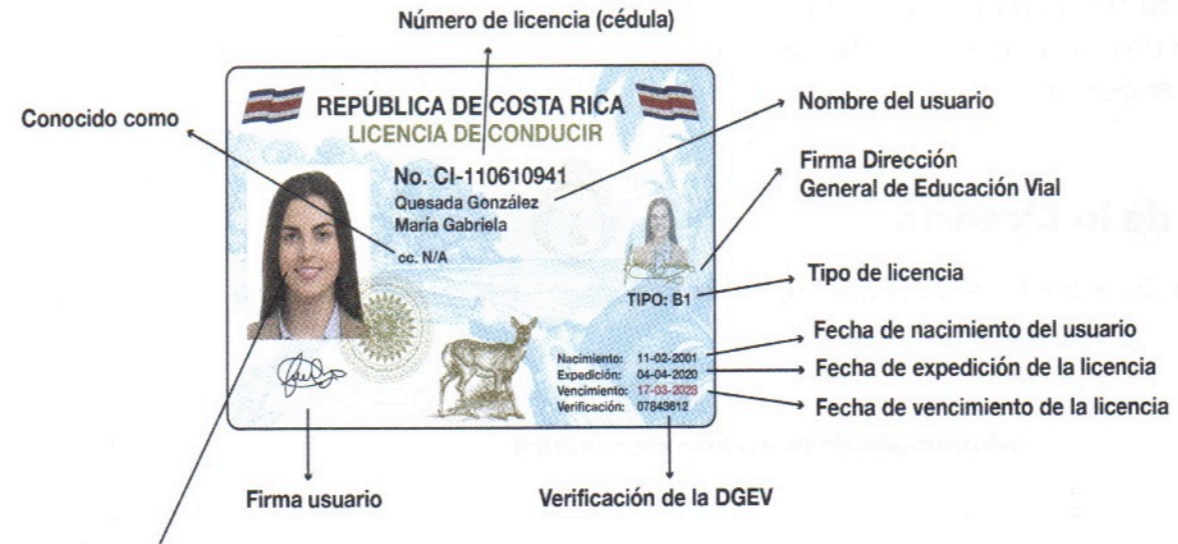 Número de licencia (cédula)
Conocido como
REPÚBLICA DE COSTA RICA
LICENCIA DE CONDUCIR
Nombre del usuario
No. CI-110610941
Quesada González
María Gabriela
cc. N/A
Firma Dirección
General de Educación Vial
TIPO: B1
Tipo de licencia
Nacimiento: 11-02-2001
Expedición: 04-04-2020
Vencimiento: 17-03-2023
Verificación: 07843612
Fecha de nacimiento del usuario
Fecha de expedición de la licencia
Fecha de vencimiento de la licencia
Firma usuario
Verificación de la DGEV